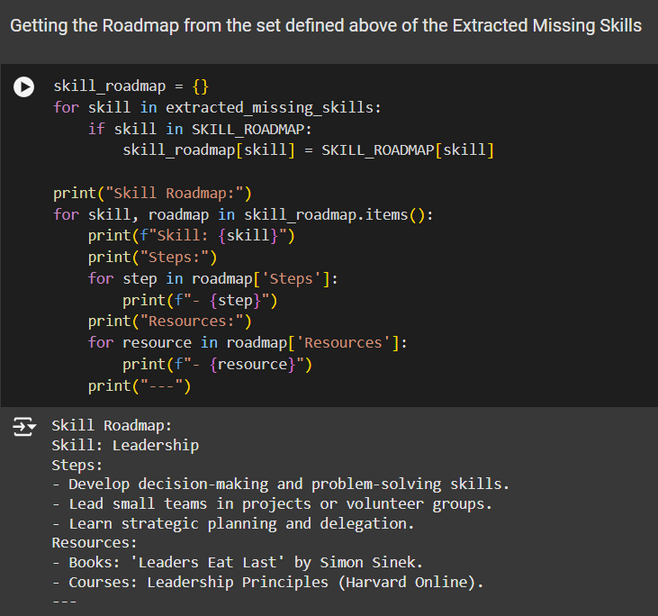 Getting the Roadmap from the set defined above of the Extracted Missing Skills
skill_roadmap = {}
for skill in extracted_missing_skills:
    if skill in SKILL_ROADMAP:
        skill_roadmap[skill] = SKILL_ROADMAP[skill]
print("Skill Roadmap:")
for skill, roadmap in skill_roadmap.items():
    print(f"Skill: {skill}")
    print("Steps:")
    for step in roadmap['Steps']:
        print(f"- {step}")
    print("Resources:")
    for resource in roadmap['Resources']:
        print(f"- {resource}")
    print("---")
Skill Roadmap:
Skill: Leadership
Steps:
- Develop decision-making and problem-solving skills.
- Lead small teams in projects or volunteer groups.
- Learn strategic planning and delegation.
Resources:
- Books: 'Leaders Eat Last' by Simon Sinek.
- Courses: Leadership Principles (Harvard Online).
---